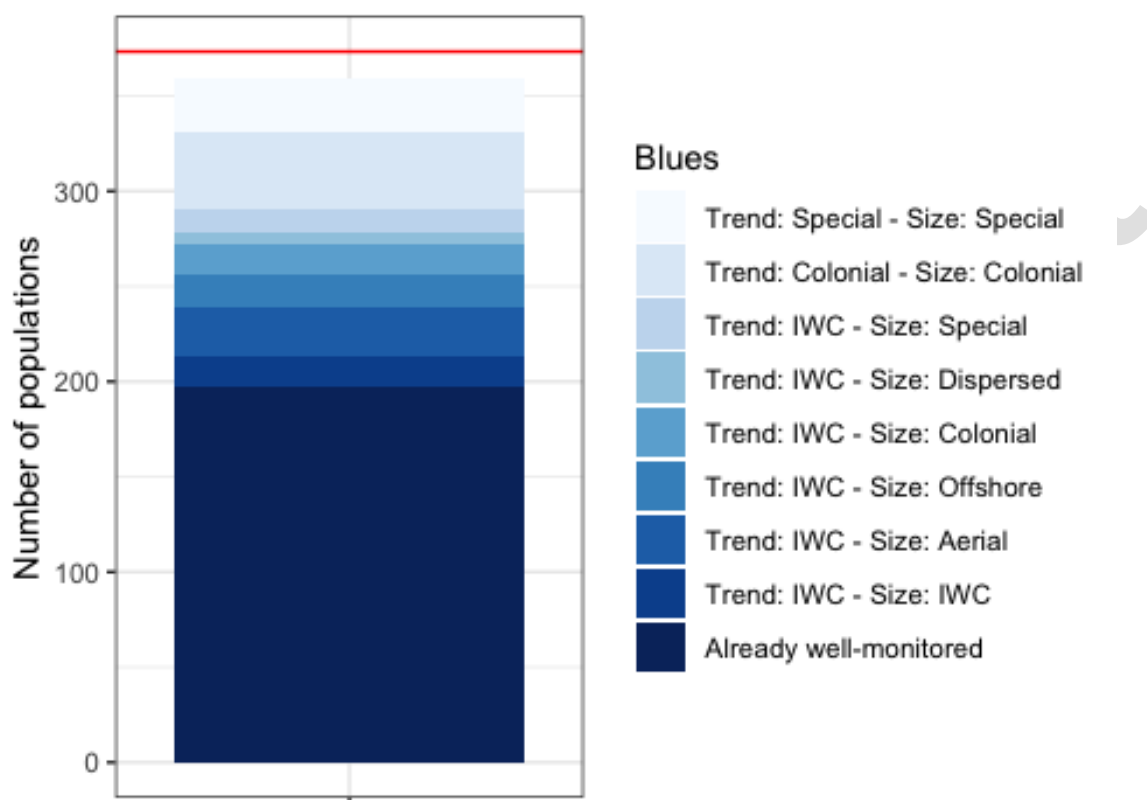 Number of populations
300
200
100
0
Blues
Trend: Special - Size: Special
Trend: Colonial - Size: Colonial
Trend: IWC - Size: Special
Trend: IWC - Size: Dispersed
Trend: IWC - Size: Colonial
Trend: IWC - Size: Offshore
Trend: IWC - Size: Aerial
Trend: IWC - Size: IWC
Already well-monitored